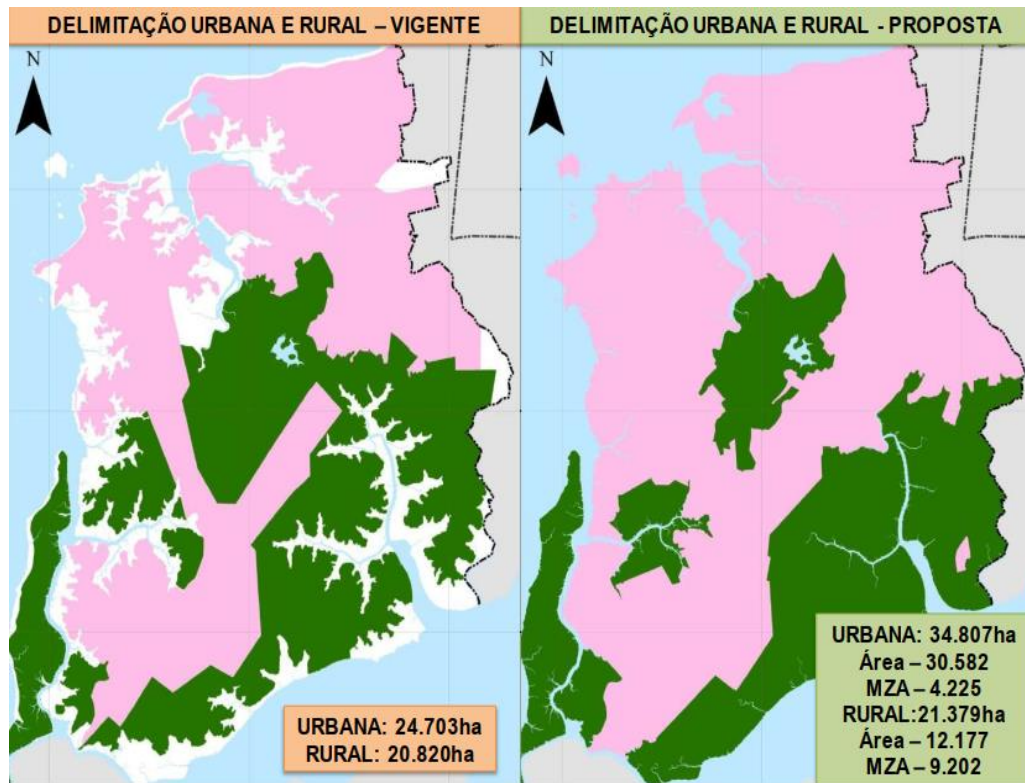 DELIMITAÇÃO URBANA E RURAL – VIGENTE
N
URBANA: 24.703ha
RURAL: 20.820ha
DELIMITAÇÃO URBANA E RURAL - PROPOSTA
N
URBANA: 34.807ha
Área – 30.582
MZA – 4.225
RURAL:21.379ha
Área – 12.177
MZA – 9.202